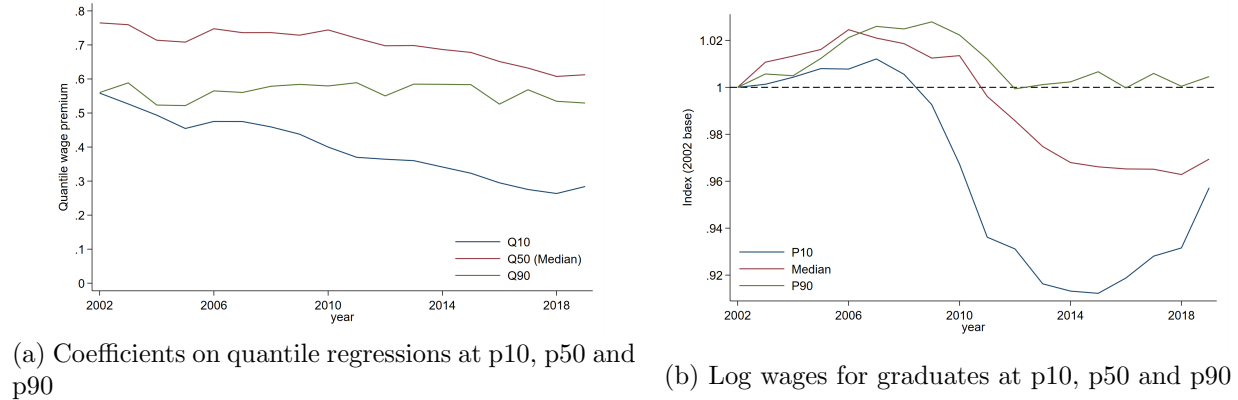 .8
.7
.6
.5
.4
.3
.2
.1
0
Quantile wage premium
Q10
Q50 (Median)
Q90
2002 2006 2010 2014 2018
year
(a) Coefficients on quantile regressions at p10, p50 and
p90
1.02
1
.98
.96
.94
.92
Index (2002 base)
P10
Median
P90
2002 2006 2010 2014 2018
year
(b) Log wages for graduates at p10, p50 and p90